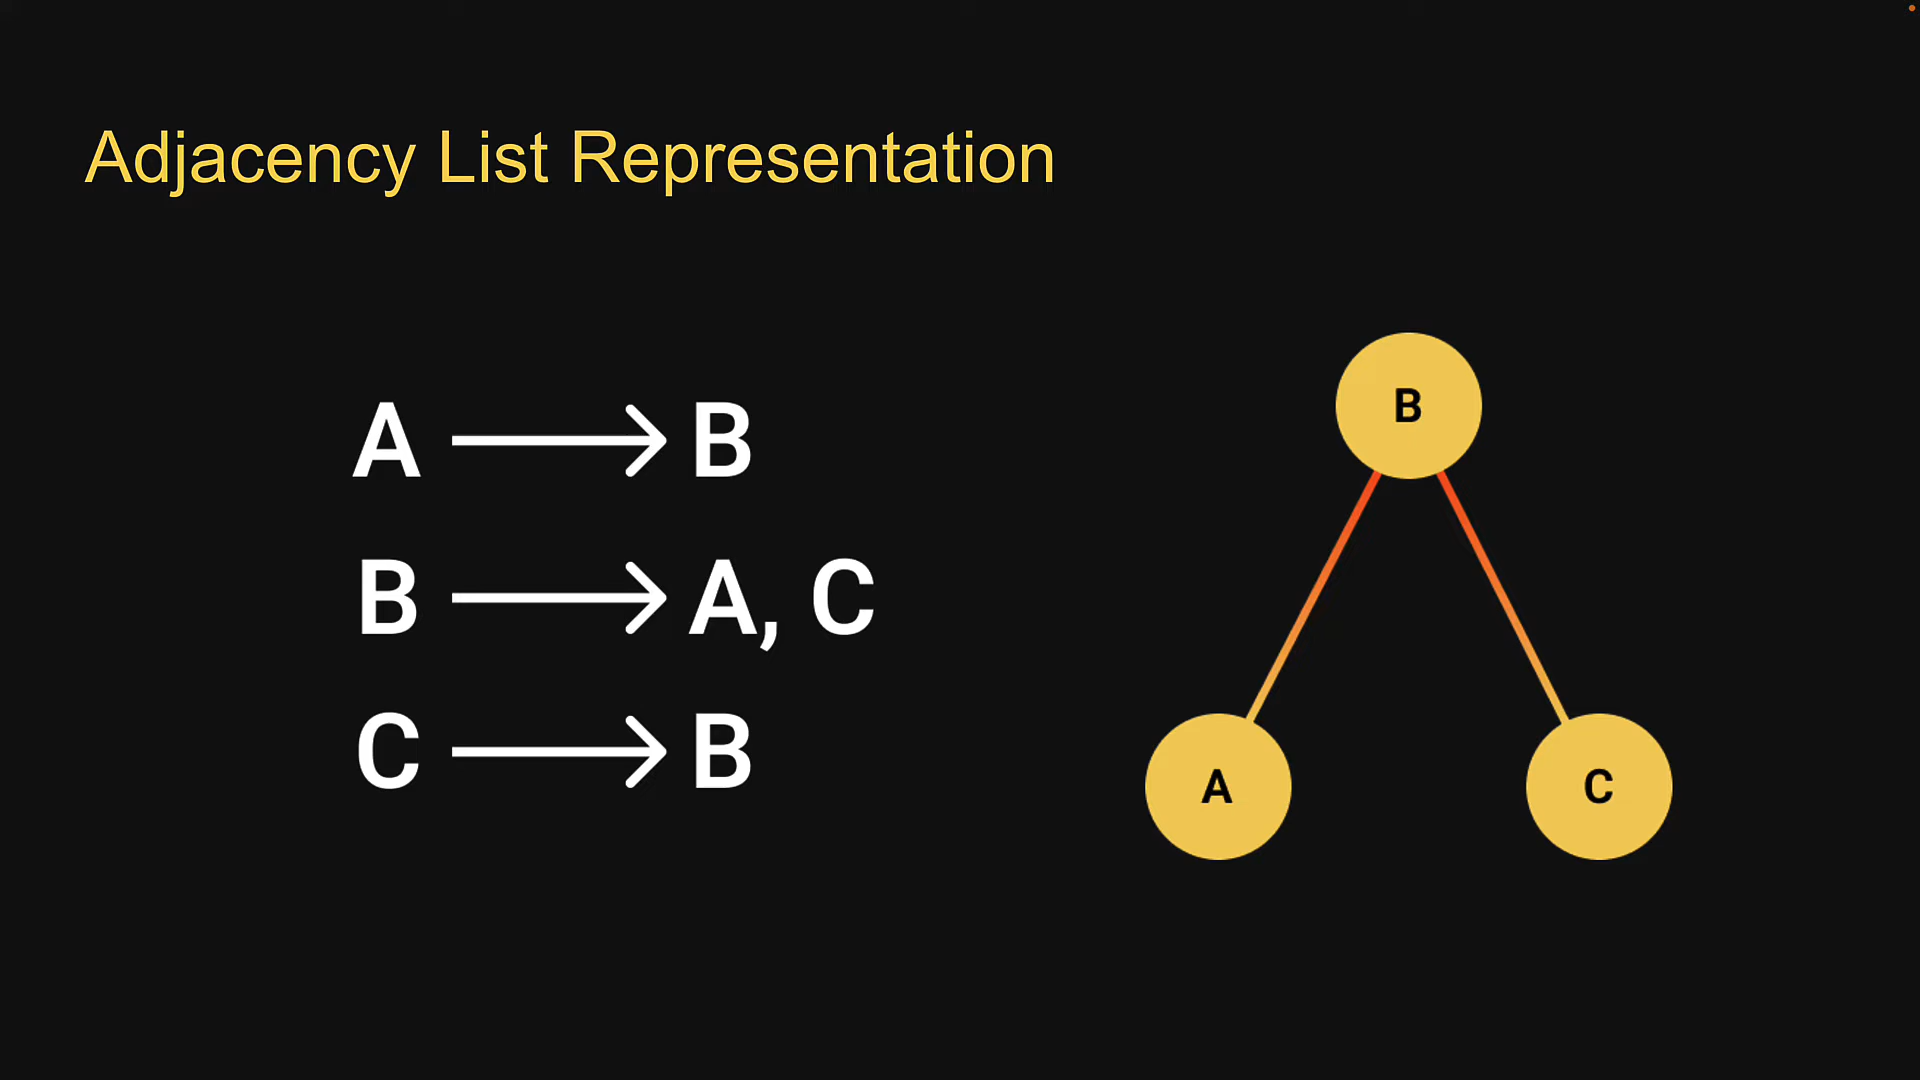 Adjacency List Representation
A → B
B → A, C
C → B
B
A
C